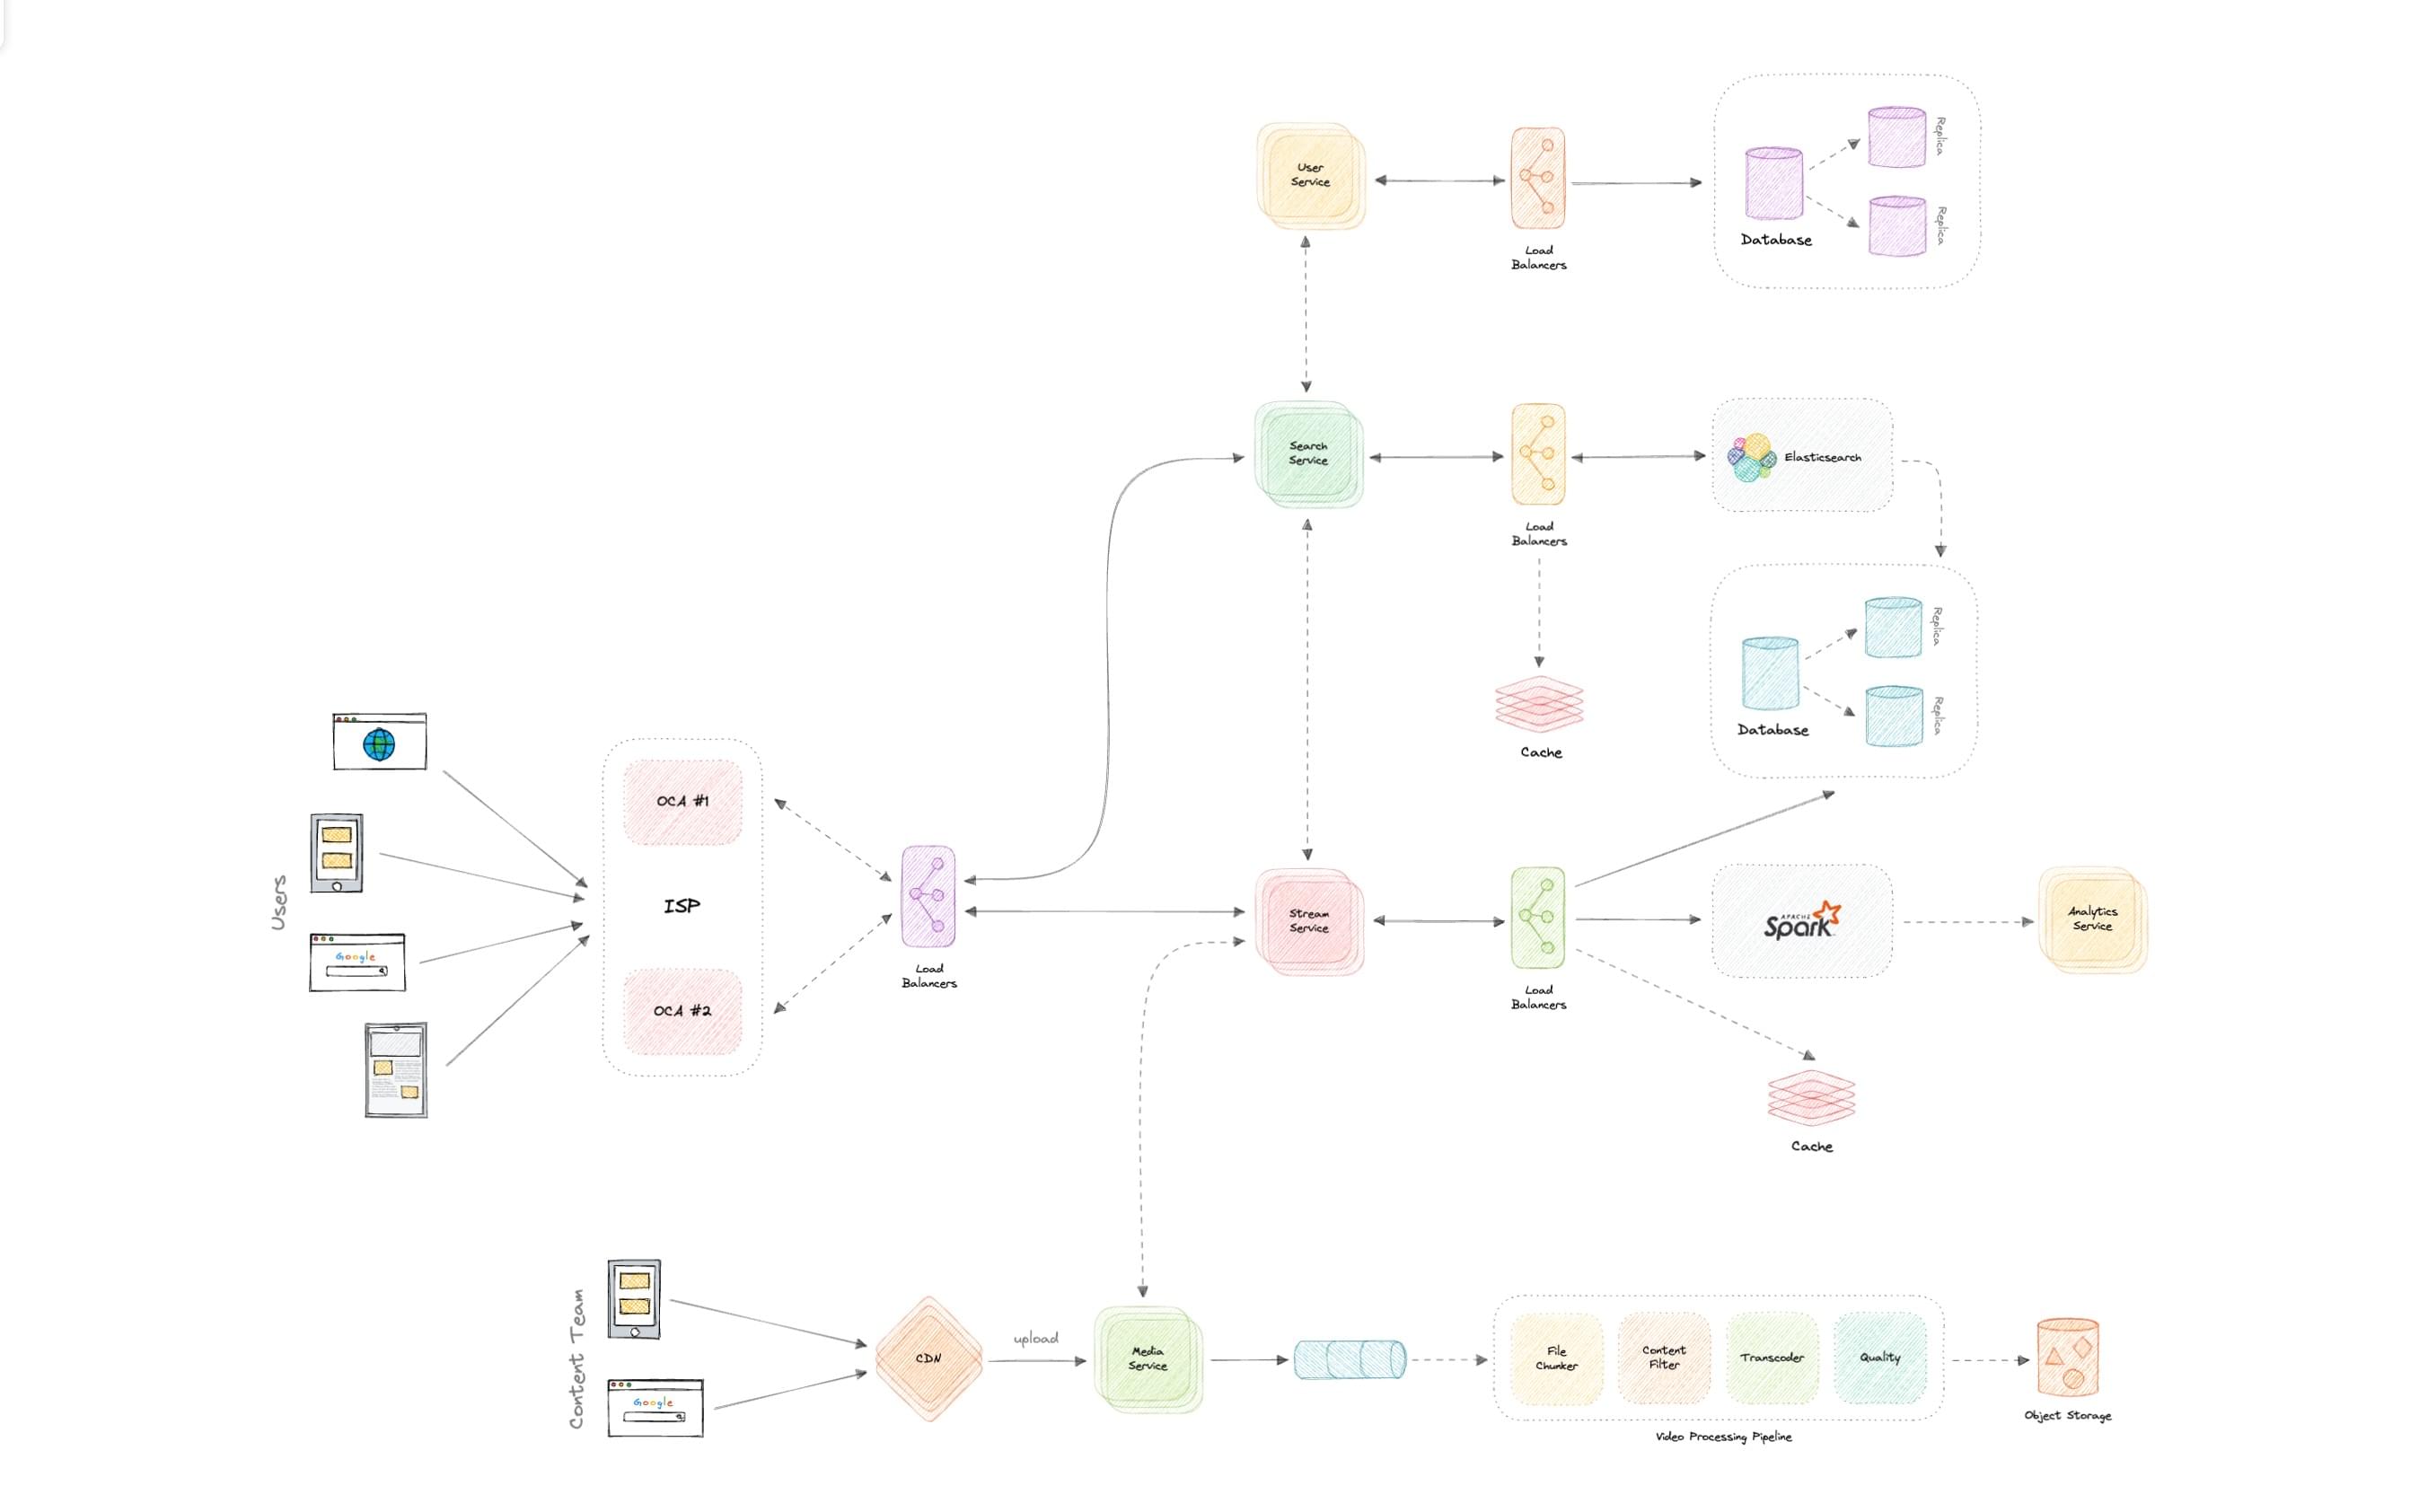 User
Service
Load
Balancers
Database
Replica
Replica
Search
Service
Load
Balancers
Elasticsearch
Cache
Database
Replica
Replica
Users
Google
OCA #1
ISP
OCA #2
Load
Balancers
Stream
Service
Load
Balancers
APACHE
Spark
Analytics
Service
Cache
Content Team
Google
CDN
upload
Media
Service
File
Chunker
Content
Filter
Transcoder
Quality
Video Processing Pipeline
Object Storage